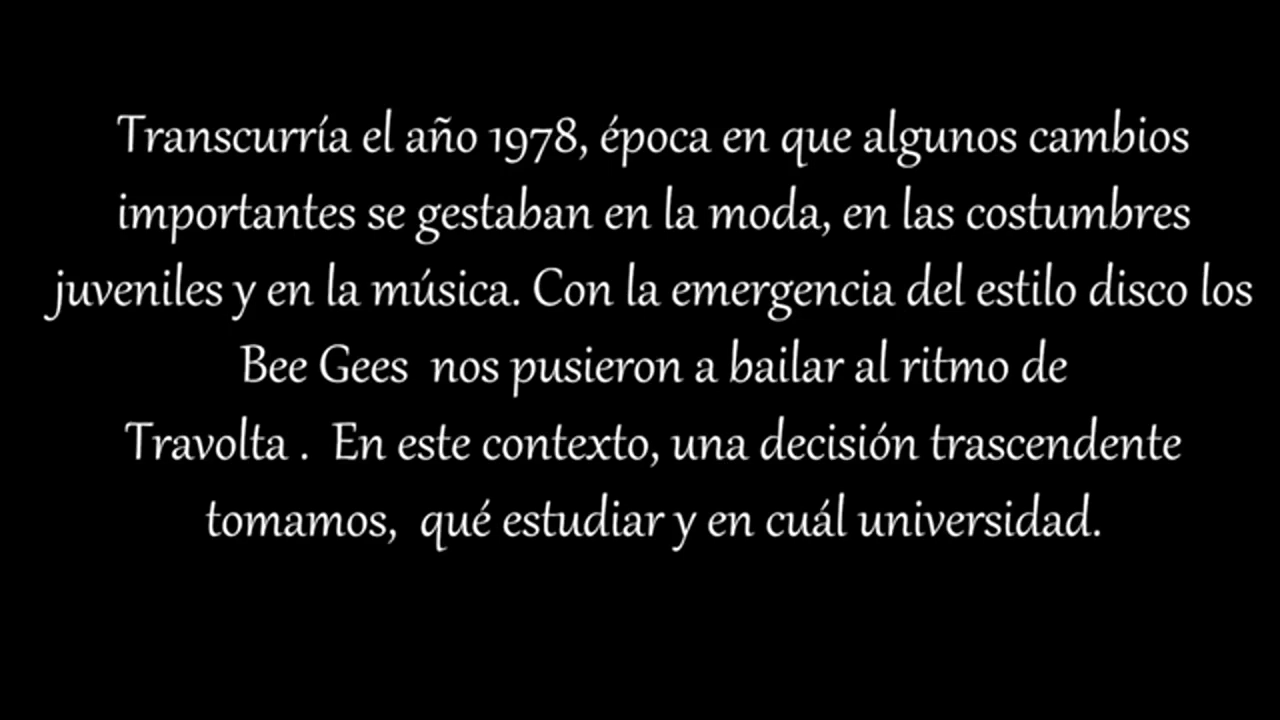 Transcurría el año 1978, época en que algunos cambios
importantes se gestaban en la moda, en las costumbres
juveniles y en la música. Con la emergencia del estilo disco los
Bee Gees  nos pusieron a bailar al ritmo de
Travolta .  En este contexto, una decisión trascendente
tomamos,  qué estudiar y en cuál universidad.